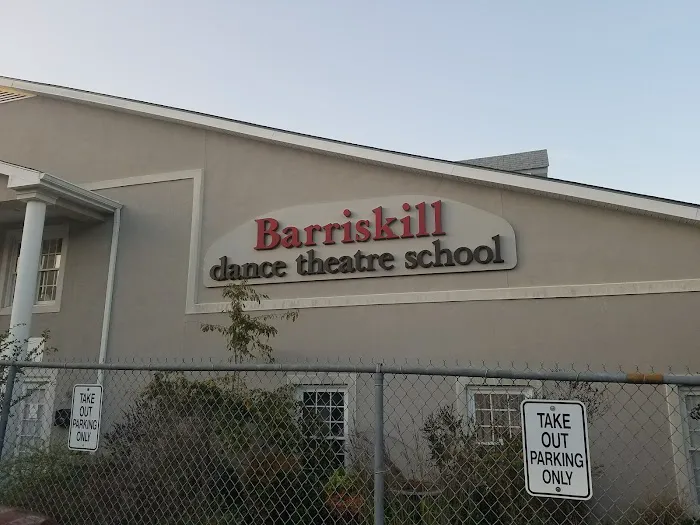 Barriskill
dance theatre school
TAKE
OUT
PARKING
ONLY
TAKE
OUT
PARKING
ONLY